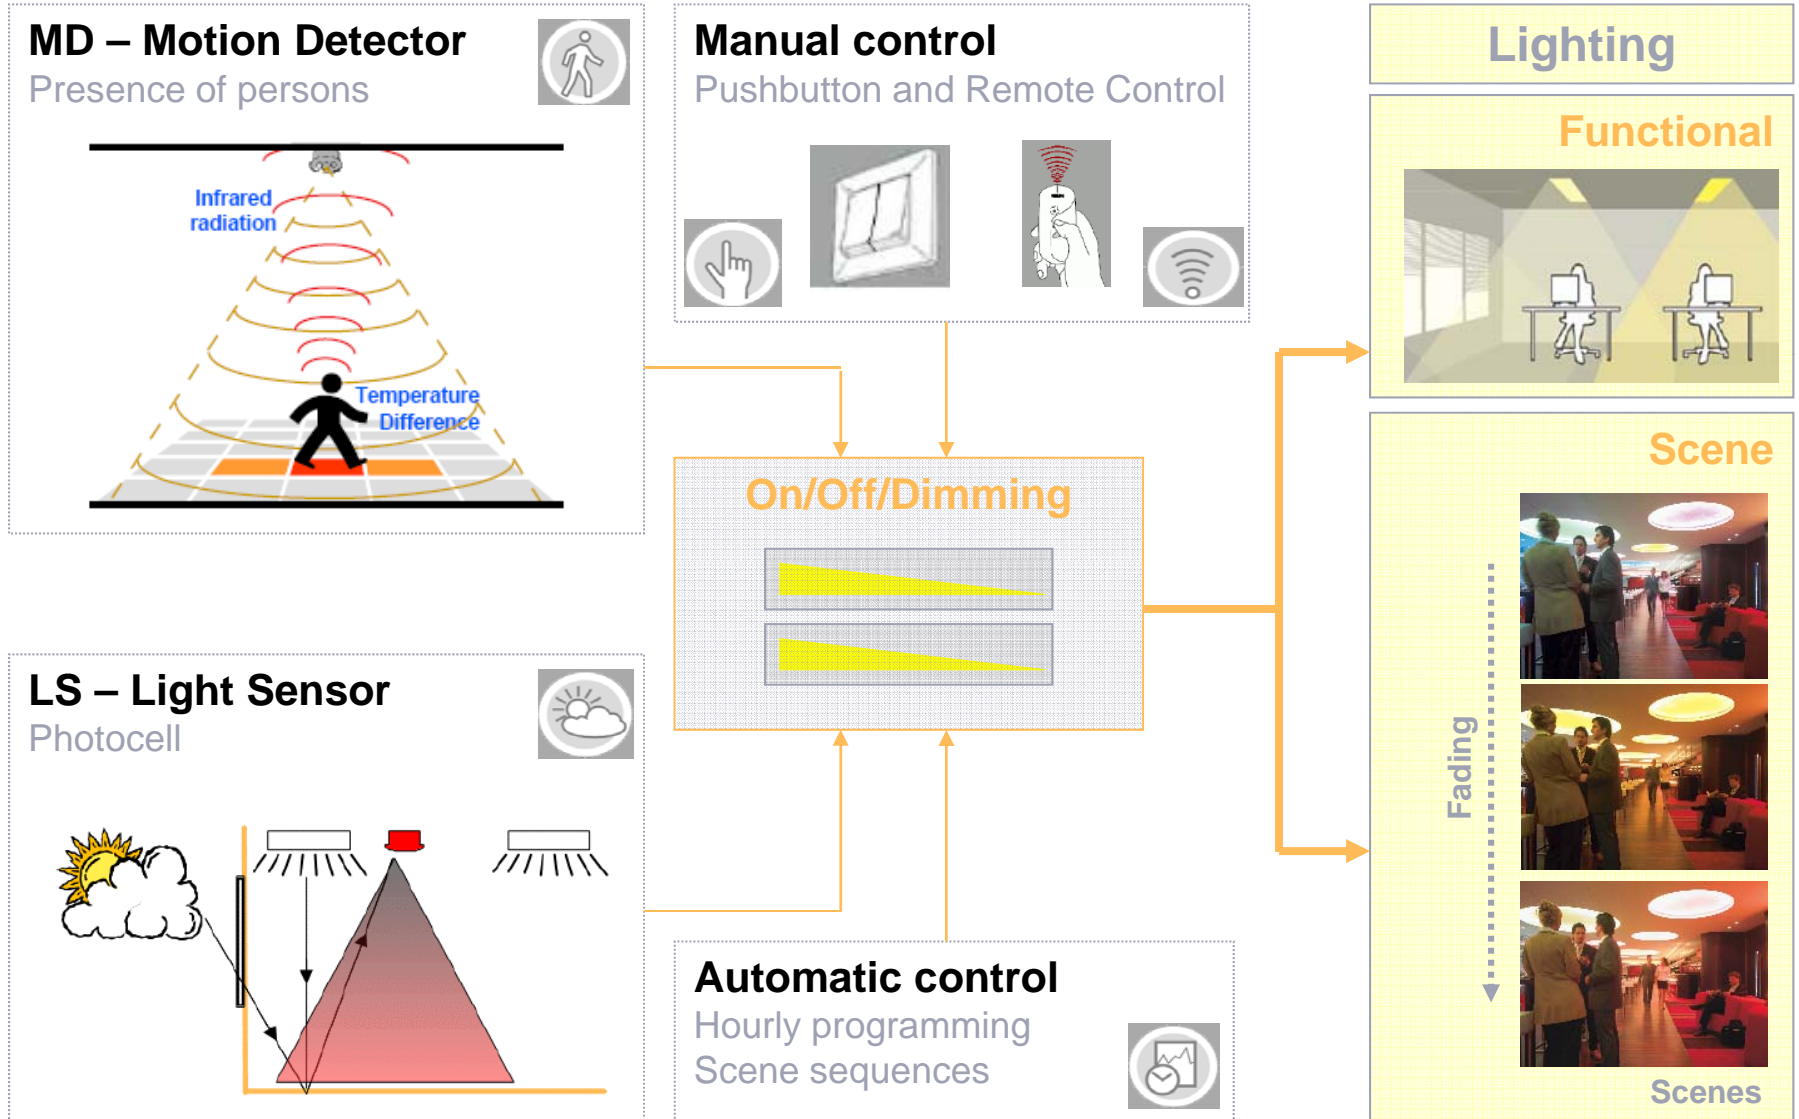 MD – Motion Detector
Presence of persons
Infrared
radiation
Temperature
Difference
Manual control
Pushbutton and Remote Control
Lighting
Functional
On/Off/Dimming
Scene
Fading
Scenes
LS – Light Sensor
Photocell
Automatic control
Hourly programming
Scene sequences